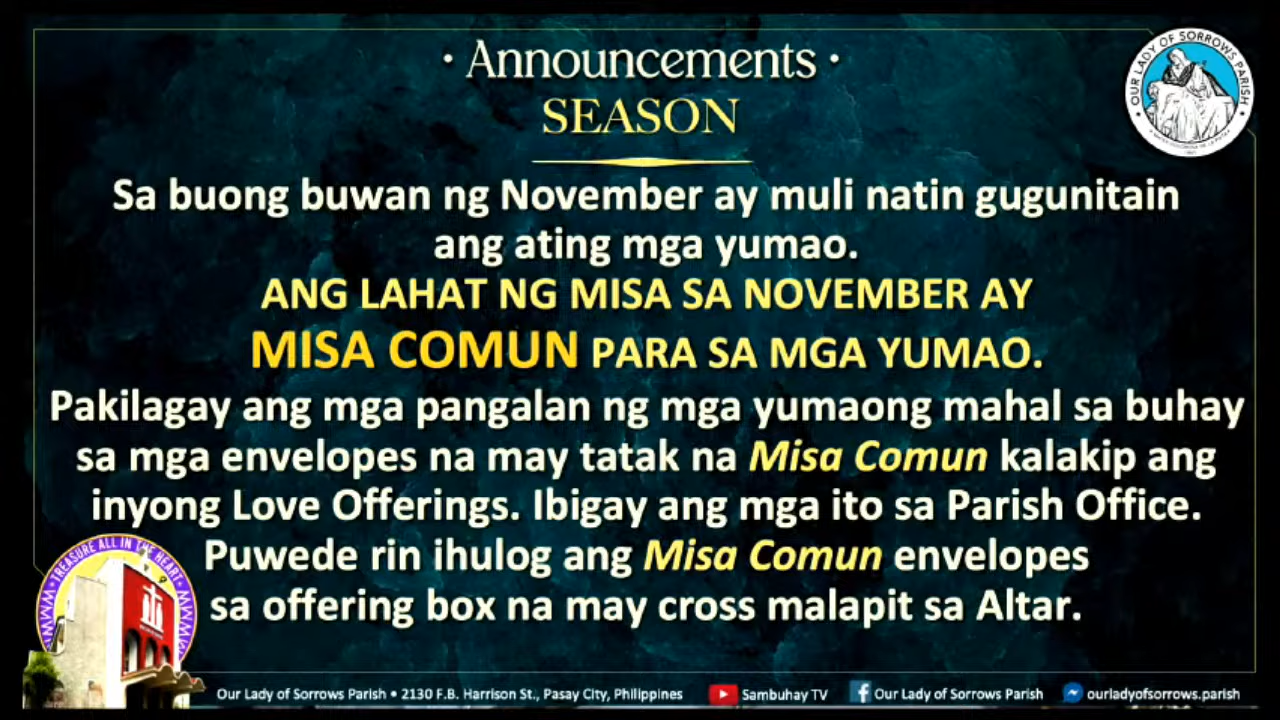 • Announcements •
SEASON
OUR LADY OF SORROWS PARISH
Sa buong buwan ng November ay muli natin gugunitain
ang ating mga yumao.
ANG LAHAT NG MISA SA NOVEMBER AY
MISA COMUN PARA SA MGA YUMAO.
Pakilagay ang mga pangalan ng mga yumaong mahal sa buhay
sa mga envelopes na may tatak na Misa Comun kalakip ang
inyong Love Offerings. Ibigay ang mga ito sa Parish Office.
Puwede rin ihulog ang Misa Comun envelopes
sa offering box na may cross malapit sa Altar.
TREASURE ALL IN THE HEART
Our Lady of Sorrows Parish • 2130 F.B. Harrison St., Pasay City, Philippines Sambuhay TV Our Lady of Sorrows Parish ourladyofsorrows.parish